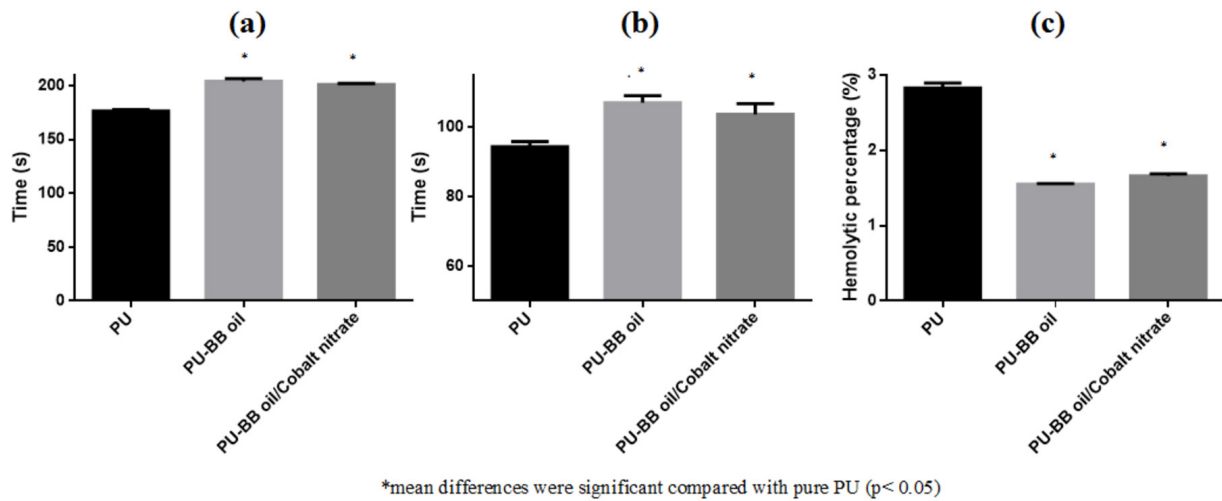 (a)
(b)
(c)
*
*
Time (s)
200
150
100
50
0
PU
PU-BB oil
PU-BB oil/Cobalt nitrate
. *
*
Time (s)
100
80
60
PU
PU-BB oil
PU-BB oil/Cobalt nitrate
*
*
Hemolytic percentage (%)
3
2
1
0
PU
PU-BB oil
PU-BB oil/Cobalt nitrate
*mean differences were significant compared with pure PU (p< 0.05)